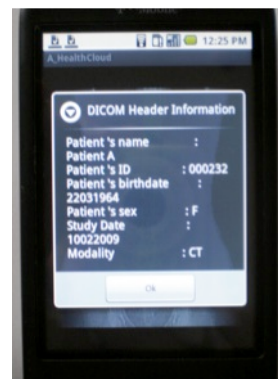 12:25 PM
A_HealthCloud
DICOM Header Information
Patient 's name :
Patient A
Patient 's ID : 000232
Patient 's birthdate :
22031964
Patient 's sex : F
Study Date :
10022009
Modality : CT
Ok